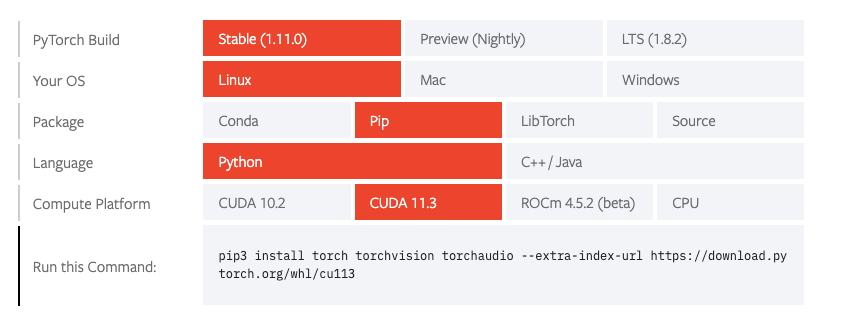 PyTorch Build Stable (1.11.0) Preview (Nightly) LTS (1.8.2)
Your OS Linux Mac Windows
Package Conda Pip LibTorch Source
Language Python C++ / Java
Compute Platform CUDA 10.2 CUDA 11.3 ROCm 4.5.2 (beta) CPU
Run this Command: pip3 install torch torchvision torchaudio --extra-index-url https://download.py
torch.org/whl/cu113